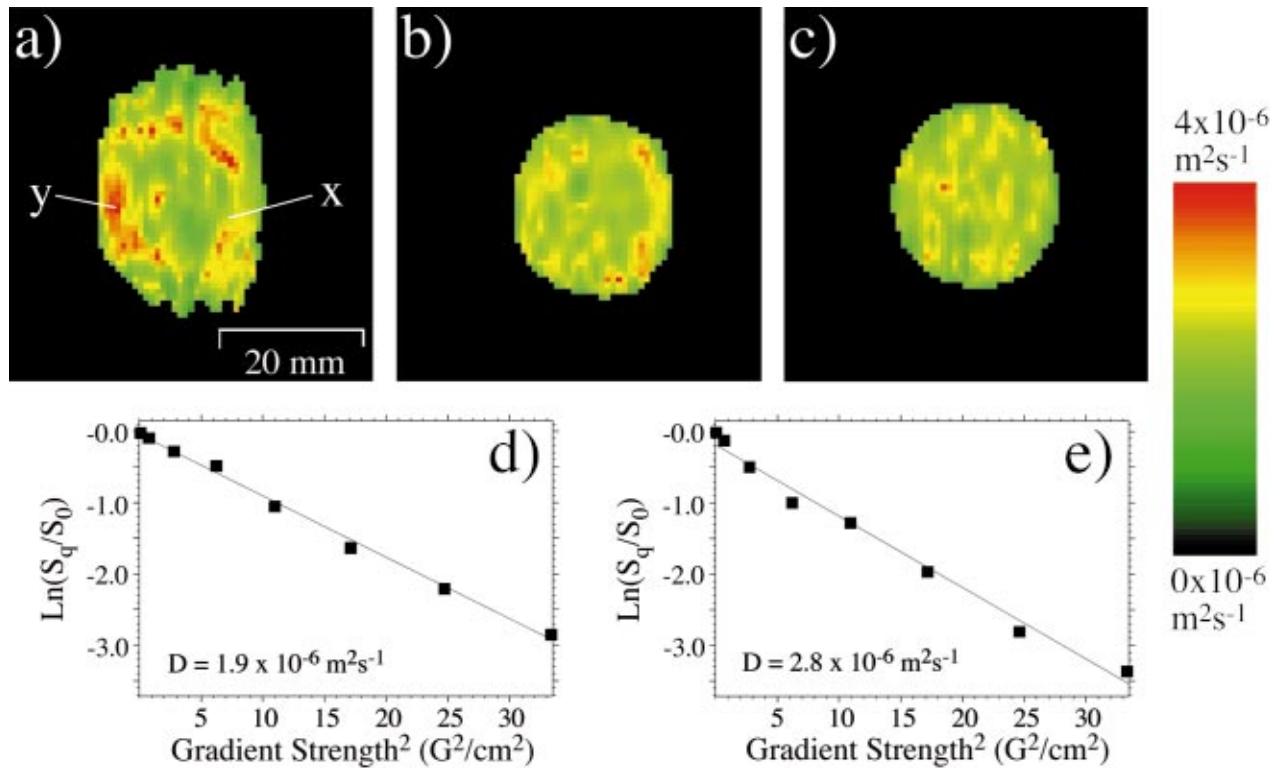 a)
b)
c)
y
x
20 mm
4x10⁻⁶
m²s⁻¹
0x10⁻⁶
m²s⁻¹
d)
-0.0
-1.0
-2.0
-3.0
Ln(Sq/S₀)
D = 1.9 x 10⁻⁶ m²s⁻¹
5 10 15 20 25 30
Gradient Strength² (G²/cm²)
e)
-0.0
-1.0
-2.0
-3.0
Ln(Sq/S₀)
D = 2.8 x 10⁻⁶ m²s⁻¹
5 10 15 20 25 30
Gradient Strength² (G²/cm²)